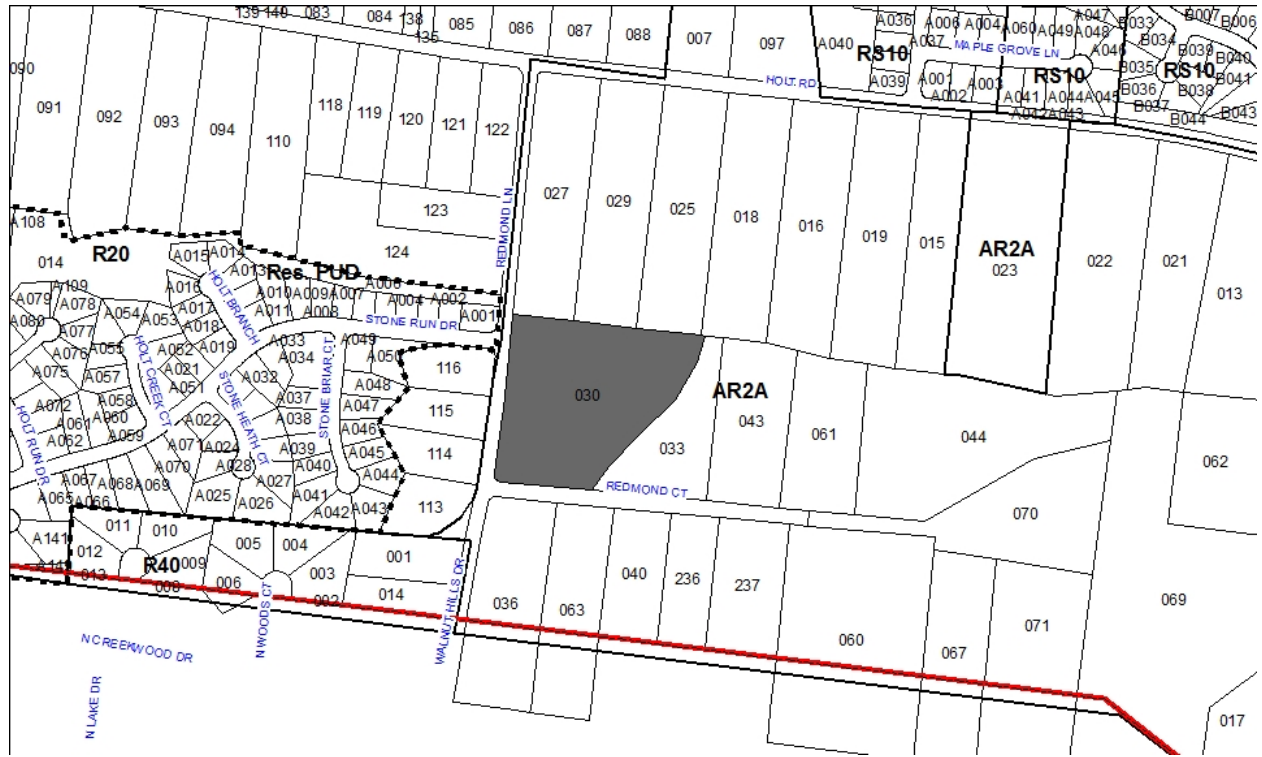 139 140 083 084 138 085 086 087 088 007 097 A040 A036 A006 A004 A060 A049 A047 A048 B033 B007 B006
135 A037 MAPLE GROVE LN A046 B034 B039 B040
RS10 RS10 RS10
HOLT RD A039 A001 A003 A002 A041 A044 A045 B035 B036 B037 B038 B041
A042 A043 B044 B043
090
091 092 093 094 110 118 119 120 121 122
123
124
REDMOND LN
027 029 025 018 016 019 015
AR2A
023
022 021 013
A108
R20
014
Res. PUD
A015 A014 A013
A109 A016 A010 A009 A007 A006
A079 A078 A054 A053 A017 A011 A008 A004 A002 A001
HOLT BRANCH
STONE RUN DR
A080 A077 A018
A076 A055 A052 A019 A033 A034 A049 A050
A075 A057 A021 A051 A032 A048
HOLT CREEK CT
STONE HEATH CT
STONE BRIAR CT
A072 A058 A060 A061 A062 A059 A022 A037 A047
A038 A046
HOLT RUN DR
A071 A024 A039 A045
A070 A028 A040 A044
A067 A068 A069 A027
A065 A066 A025 A026 A041 A042 A043
116
115
114
113
030
AR2A
033
043
061
044
062
REDMOND CT
070
A141
011 010 005 004 001
012 R40 009 003
013 008 006 002 014
N WOODS CT
WALNUT HILLS DR
036 063 040 236 237
060
067
071
069
017
N CREEKWOOD DR
N LAKE DR